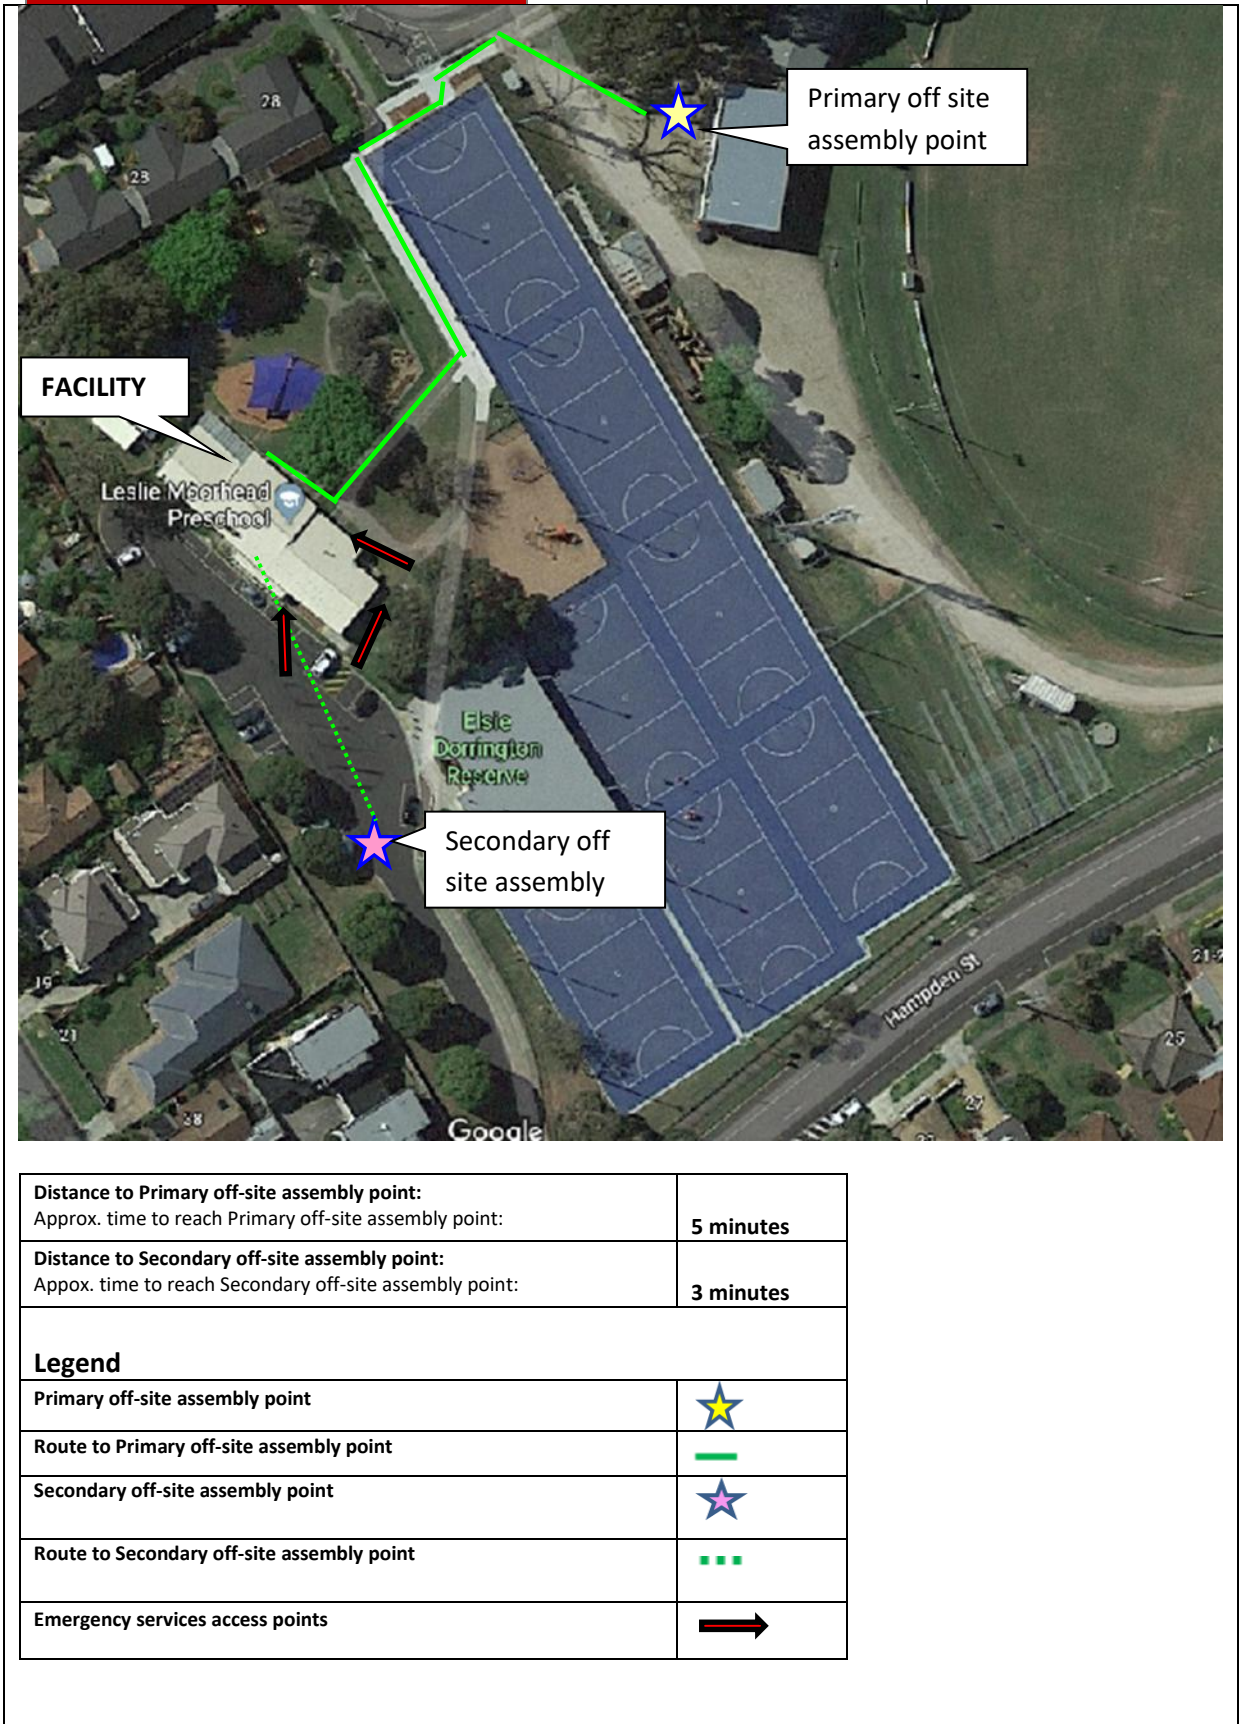 Primary off site
assembly point
28
23
FACILITY
Leslie Moorhead
Preschool
Elsie
Dorrington
Reserve
Secondary off
site assembly
Hampden St
19
21
21-2
25
27
38
Google
Distance to Primary off-site assembly point:
Approx. time to reach Primary off-site assembly point:
5 minutes
Distance to Secondary off-site assembly point:
Appox. time to reach Secondary off-site assembly point:
3 minutes
Legend
Primary off-site assembly point
Route to Primary off-site assembly point
Secondary off-site assembly point
Route to Secondary off-site assembly point
Emergency services access points